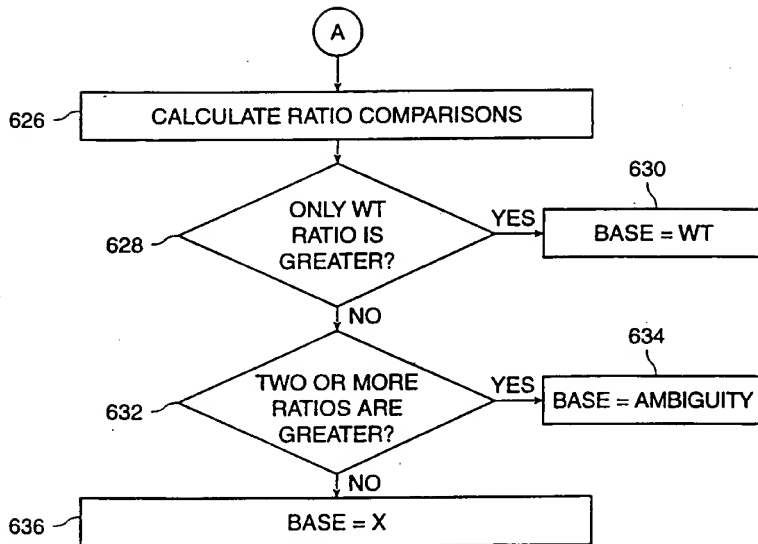 A
626
CALCULATE RATIO COMPARISONS
628
ONLY WT
RATIO IS
GREATER?
YES
630
BASE = WT
NO
632
TWO OR MORE
RATIOS ARE
GREATER?
YES
634
BASE = AMBIGUITY
NO
636
BASE = X